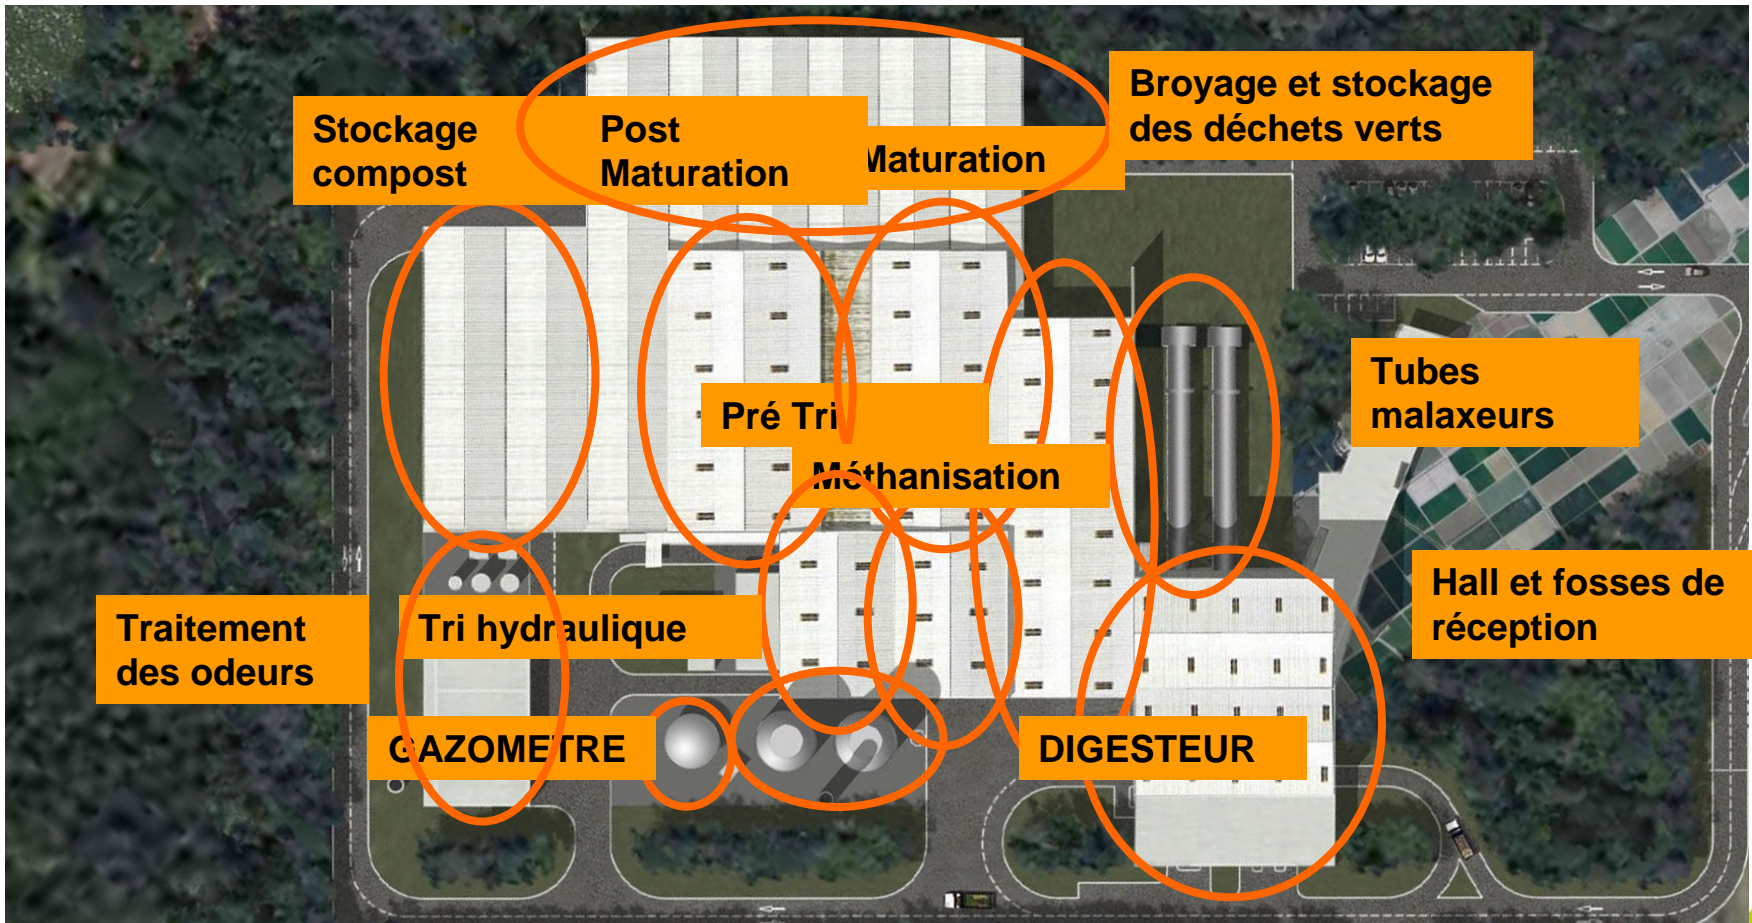 Broyage et stockage
des déchets verts
Stockage
compost
Post
Maturation
Maturation
Tubes
malaxeurs
Pré Tri
Méthanisation
Hall et fosses de
réception
Traitement
des odeurs
Tri hydraulique
GAZOMETRE
DIGESTEUR